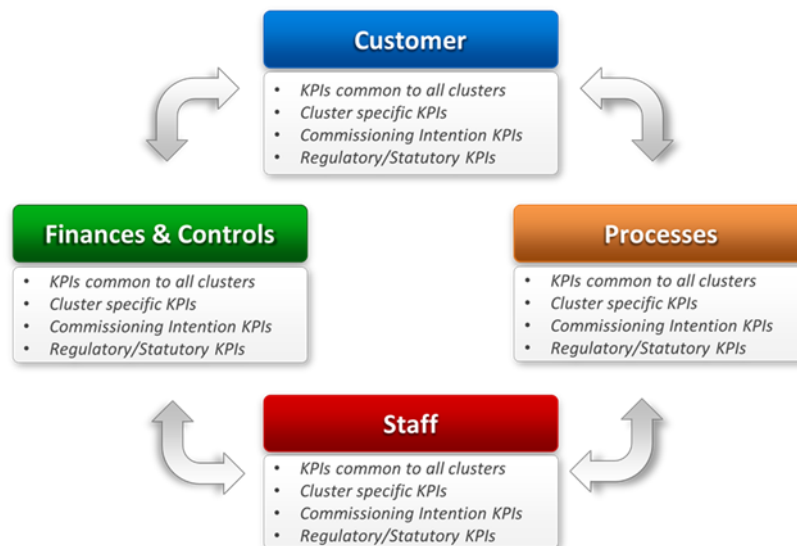 Customer
• KPIs common to all clusters
• Cluster specific KPIs
• Commissioning Intention KPIs
• Regulatory/Statutory KPIs
Finances & Controls
• KPIs common to all clusters
• Cluster specific KPIs
• Commissioning Intention KPIs
• Regulatory/Statutory KPIs
Processes
• KPIs common to all clusters
• Cluster specific KPIs
• Commissioning Intention KPIs
• Regulatory/Statutory KPIs
Staff
• KPIs common to all clusters
• Cluster specific KPIs
• Commissioning Intention KPIs
• Regulatory/Statutory KPIs